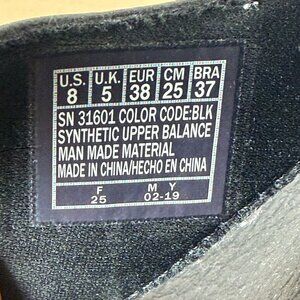 U.S. U.K. EUR CM BRA
8 5 38 25 37
SN 31601 COLOR CODE:BLK
SYNTHETIC UPPER BALANCE
MAN MADE MATERIAL
MADE IN CHINA/HECHO EN CHINA
F M Y
25 02-19